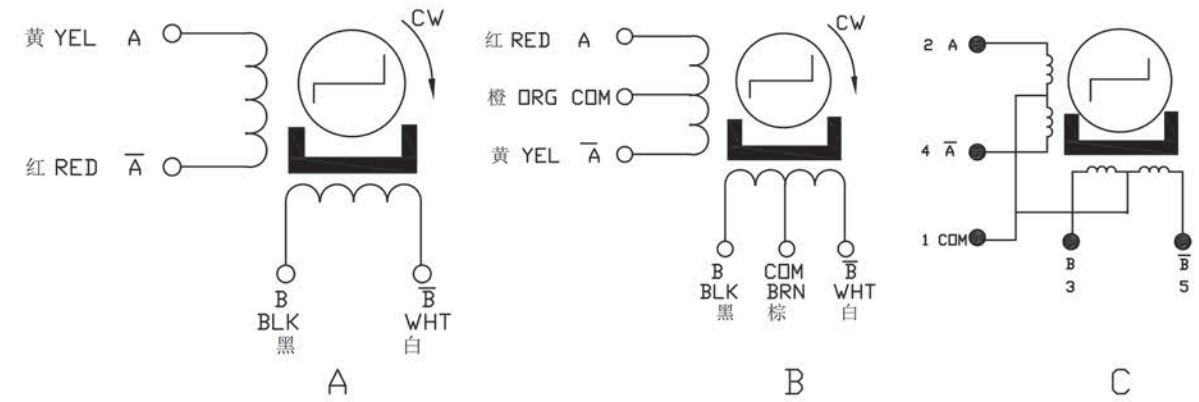 黄 YEL A
CW
红 RED A̅
B
BLK
黑
B̅
WHT
白
A
红 RED A
CW
橙 ORG COM
黄 YEL A̅
B
BLK
黑
COM
BRN
棕
B̅
WHT
白
B
2 A
4 A̅
1 COM
B
3
B̅
5
C